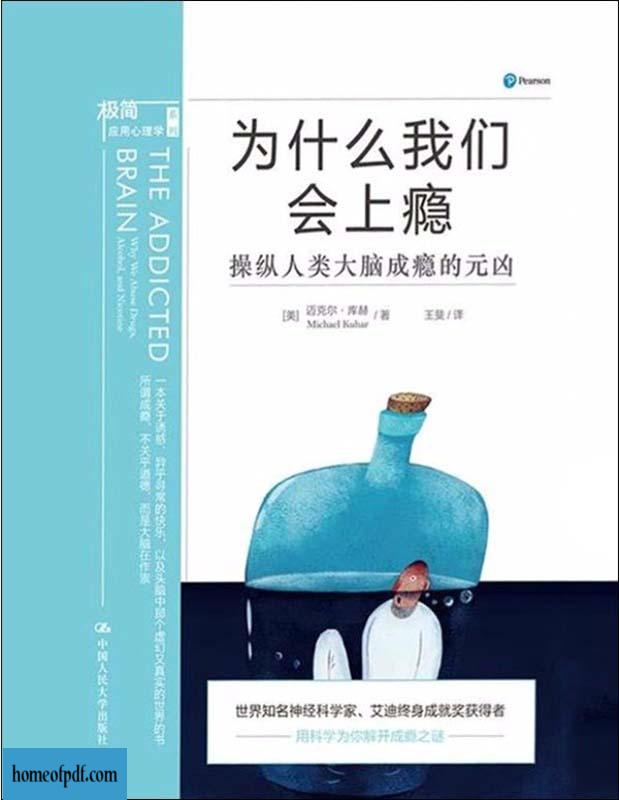 Pearson
极简
应用心理学
系列
为什么我们
会上瘾
操纵人类大脑成瘾的元凶
[美] 迈克尔·库赫 著 王斐 / 译
Michael Kuhar
THE ADDICTED
BRAIN
Why We Abuse Drugs,
Alcohol, and Nicotine
一本关于诱惑、异乎寻常的快乐,以及头脑中那个虚幻又真实的世界的书
所谓成瘾,不关乎道德,而是大脑在作祟
中国人民大学出版社
世界知名神经科学家、艾迪终身成就奖获得者
用科学为你解开成瘾之谜
homeofpdf.com